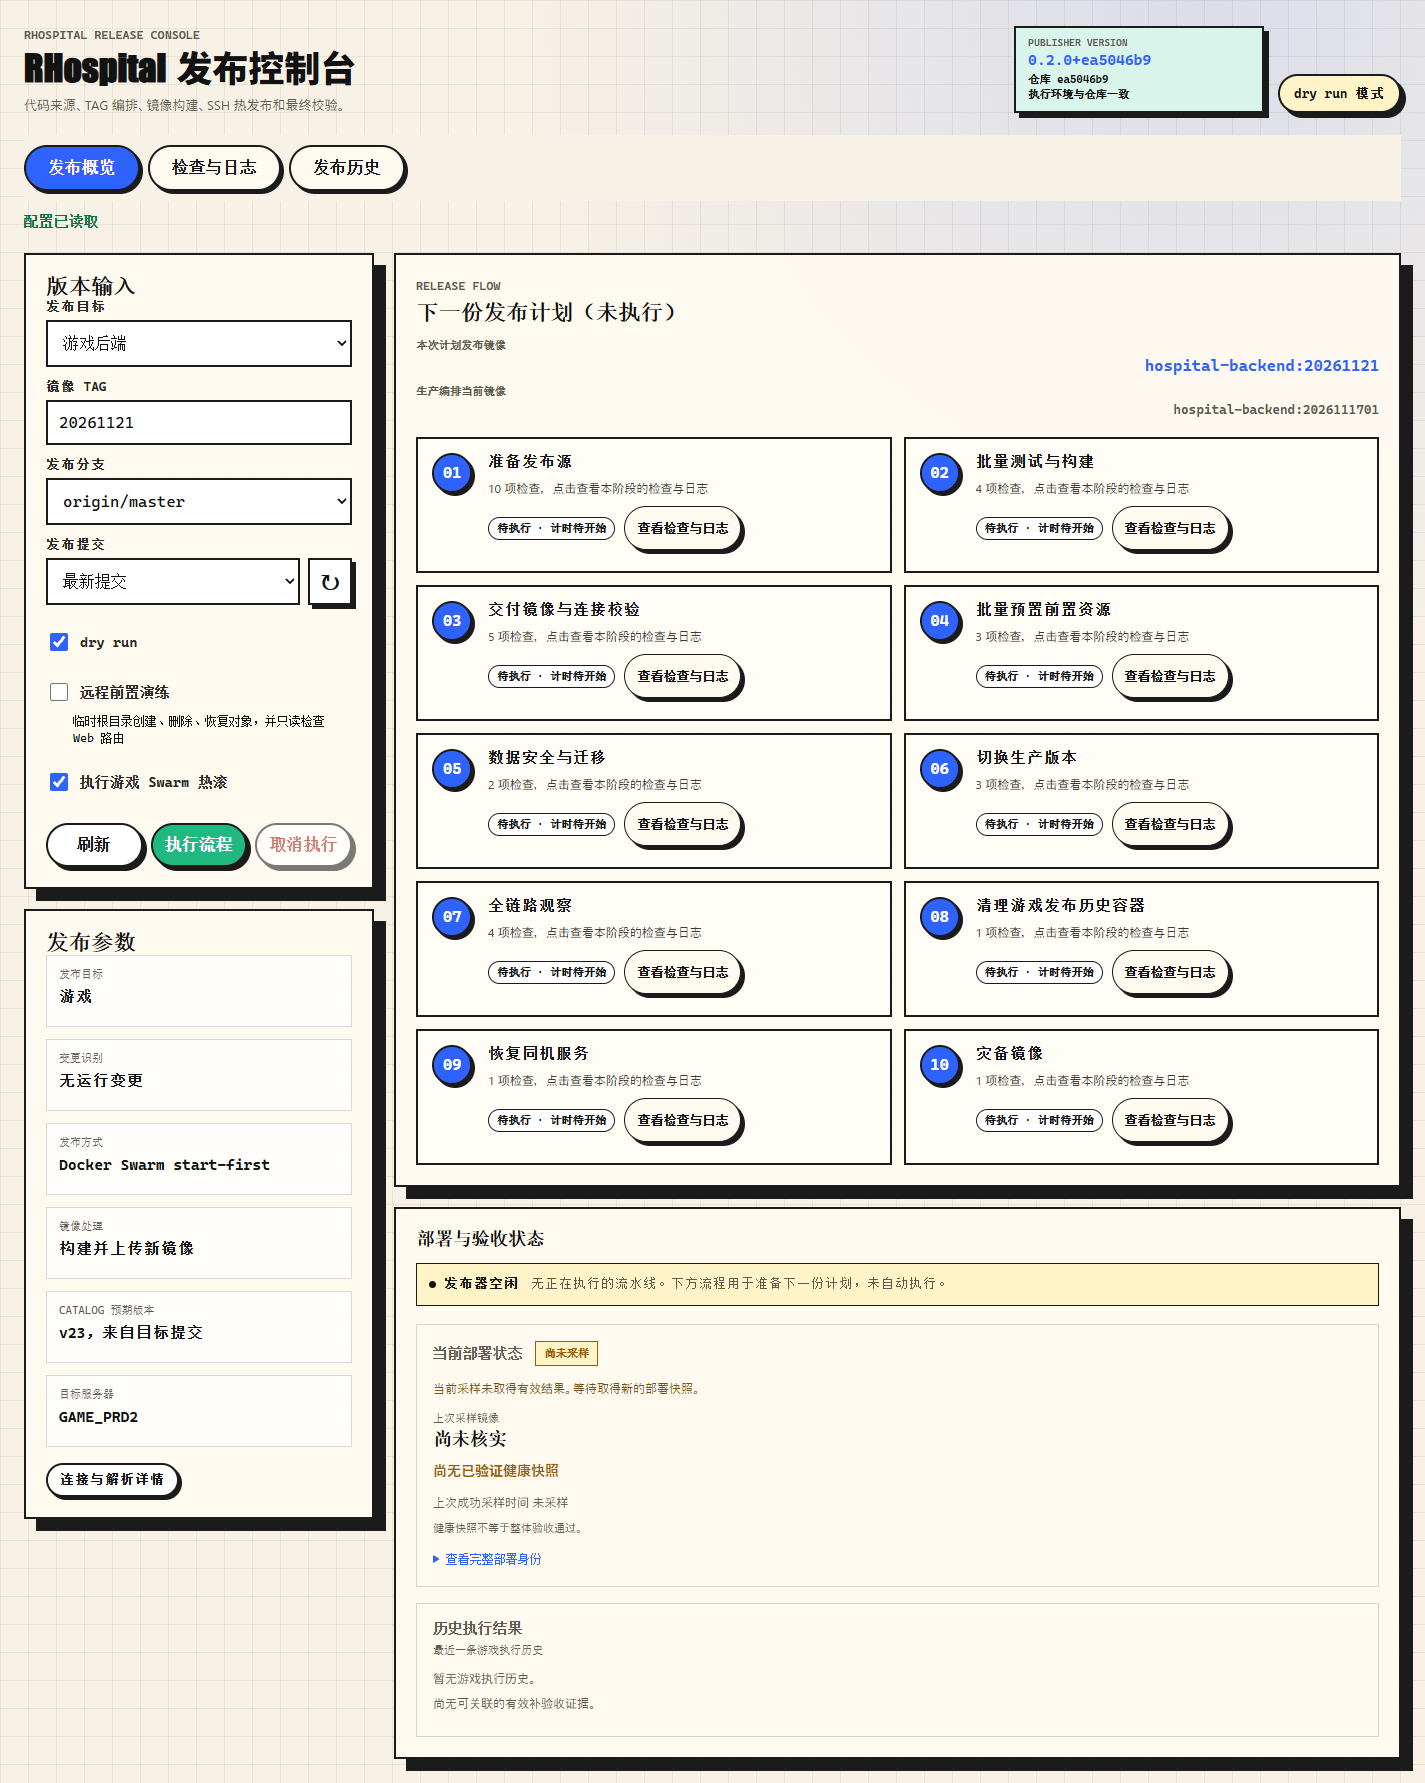 RHOSPITAL RELEASE CONSOLE
RHospital 发布控制台
代码来源、TAG 编排、镜像构建、SSH 热发布和最终校验。
PUBLISHER VERSION
0.2.0+ea5046b9
仓库 ea5046b9
执行环境与仓库一致
dry run 模式
发布概览
检查与日志
发布历史
配置已读取
版本输入
发布目标
游戏后端
镜像 TAG
20261121
发布分支
origin/master
发布提交
最新提交
↻
dry run
远程前置演练
临时根目录创建、删除、恢复对象，并只读检查
Web 路由
执行游戏 Swarm 热滚
刷新
执行流程
取消执行
发布参数
发布目标
游戏
变更识别
无运行变更
发布方式
Docker Swarm start-first
镜像处理
构建并上传新镜像
CATALOG 预期版本
v23，来自目标提交
目标服务器
GAME_PRD2
连接与解析详情
RELEASE FLOW
下一份发布计划（未执行）
本次计划发布镜像
hospital-backend:20261121
生产编排当前镜像
hospital-backend:2026111701
01
准备发布源
10 项检查，点击查看本阶段的检查与日志
待执行 · 计时待开始
查看检查与日志
02
批量测试与构建
4 项检查，点击查看本阶段的检查与日志
待执行 · 计时待开始
查看检查与日志
03
交付镜像与连接校验
5 项检查，点击查看本阶段的检查与日志
待执行 · 计时待开始
查看检查与日志
04
批量预置前置资源
3 项检查，点击查看本阶段的检查与日志
待执行 · 计时待开始
查看检查与日志
05
数据安全与迁移
2 项检查，点击查看本阶段的检查与日志
待执行 · 计时待开始
查看检查与日志
06
切换生产版本
3 项检查，点击查看本阶段的检查与日志
待执行 · 计时待开始
查看检查与日志
07
全链路观察
4 项检查，点击查看本阶段的检查与日志
待执行 · 计时待开始
查看检查与日志
08
清理游戏发布历史容器
1 项检查，点击查看本阶段的检查与日志
待执行 · 计时待开始
查看检查与日志
09
恢复同机服务
1 项检查，点击查看本阶段的检查与日志
待执行 · 计时待开始
查看检查与日志
10
灾备镜像
1 项检查，点击查看本阶段的检查与日志
待执行 · 计时待开始
查看检查与日志
部署与验收状态
● 发布器空闲 无正在执行的流水线。下方流程用于准备下一份计划，未自动执行。
当前部署状态 尚未采样
当前采样未取得有效结果。等待取得新的部署快照。
上次采样镜像
尚未核实
尚无已验证健康快照
上次成功采样时间 未采样
健康快照不等于整体验收通过。
▶ 查看完整部署身份
历史执行结果
最近一条游戏执行历史
暂无游戏执行历史。
尚无可关联的有效补验收证据。